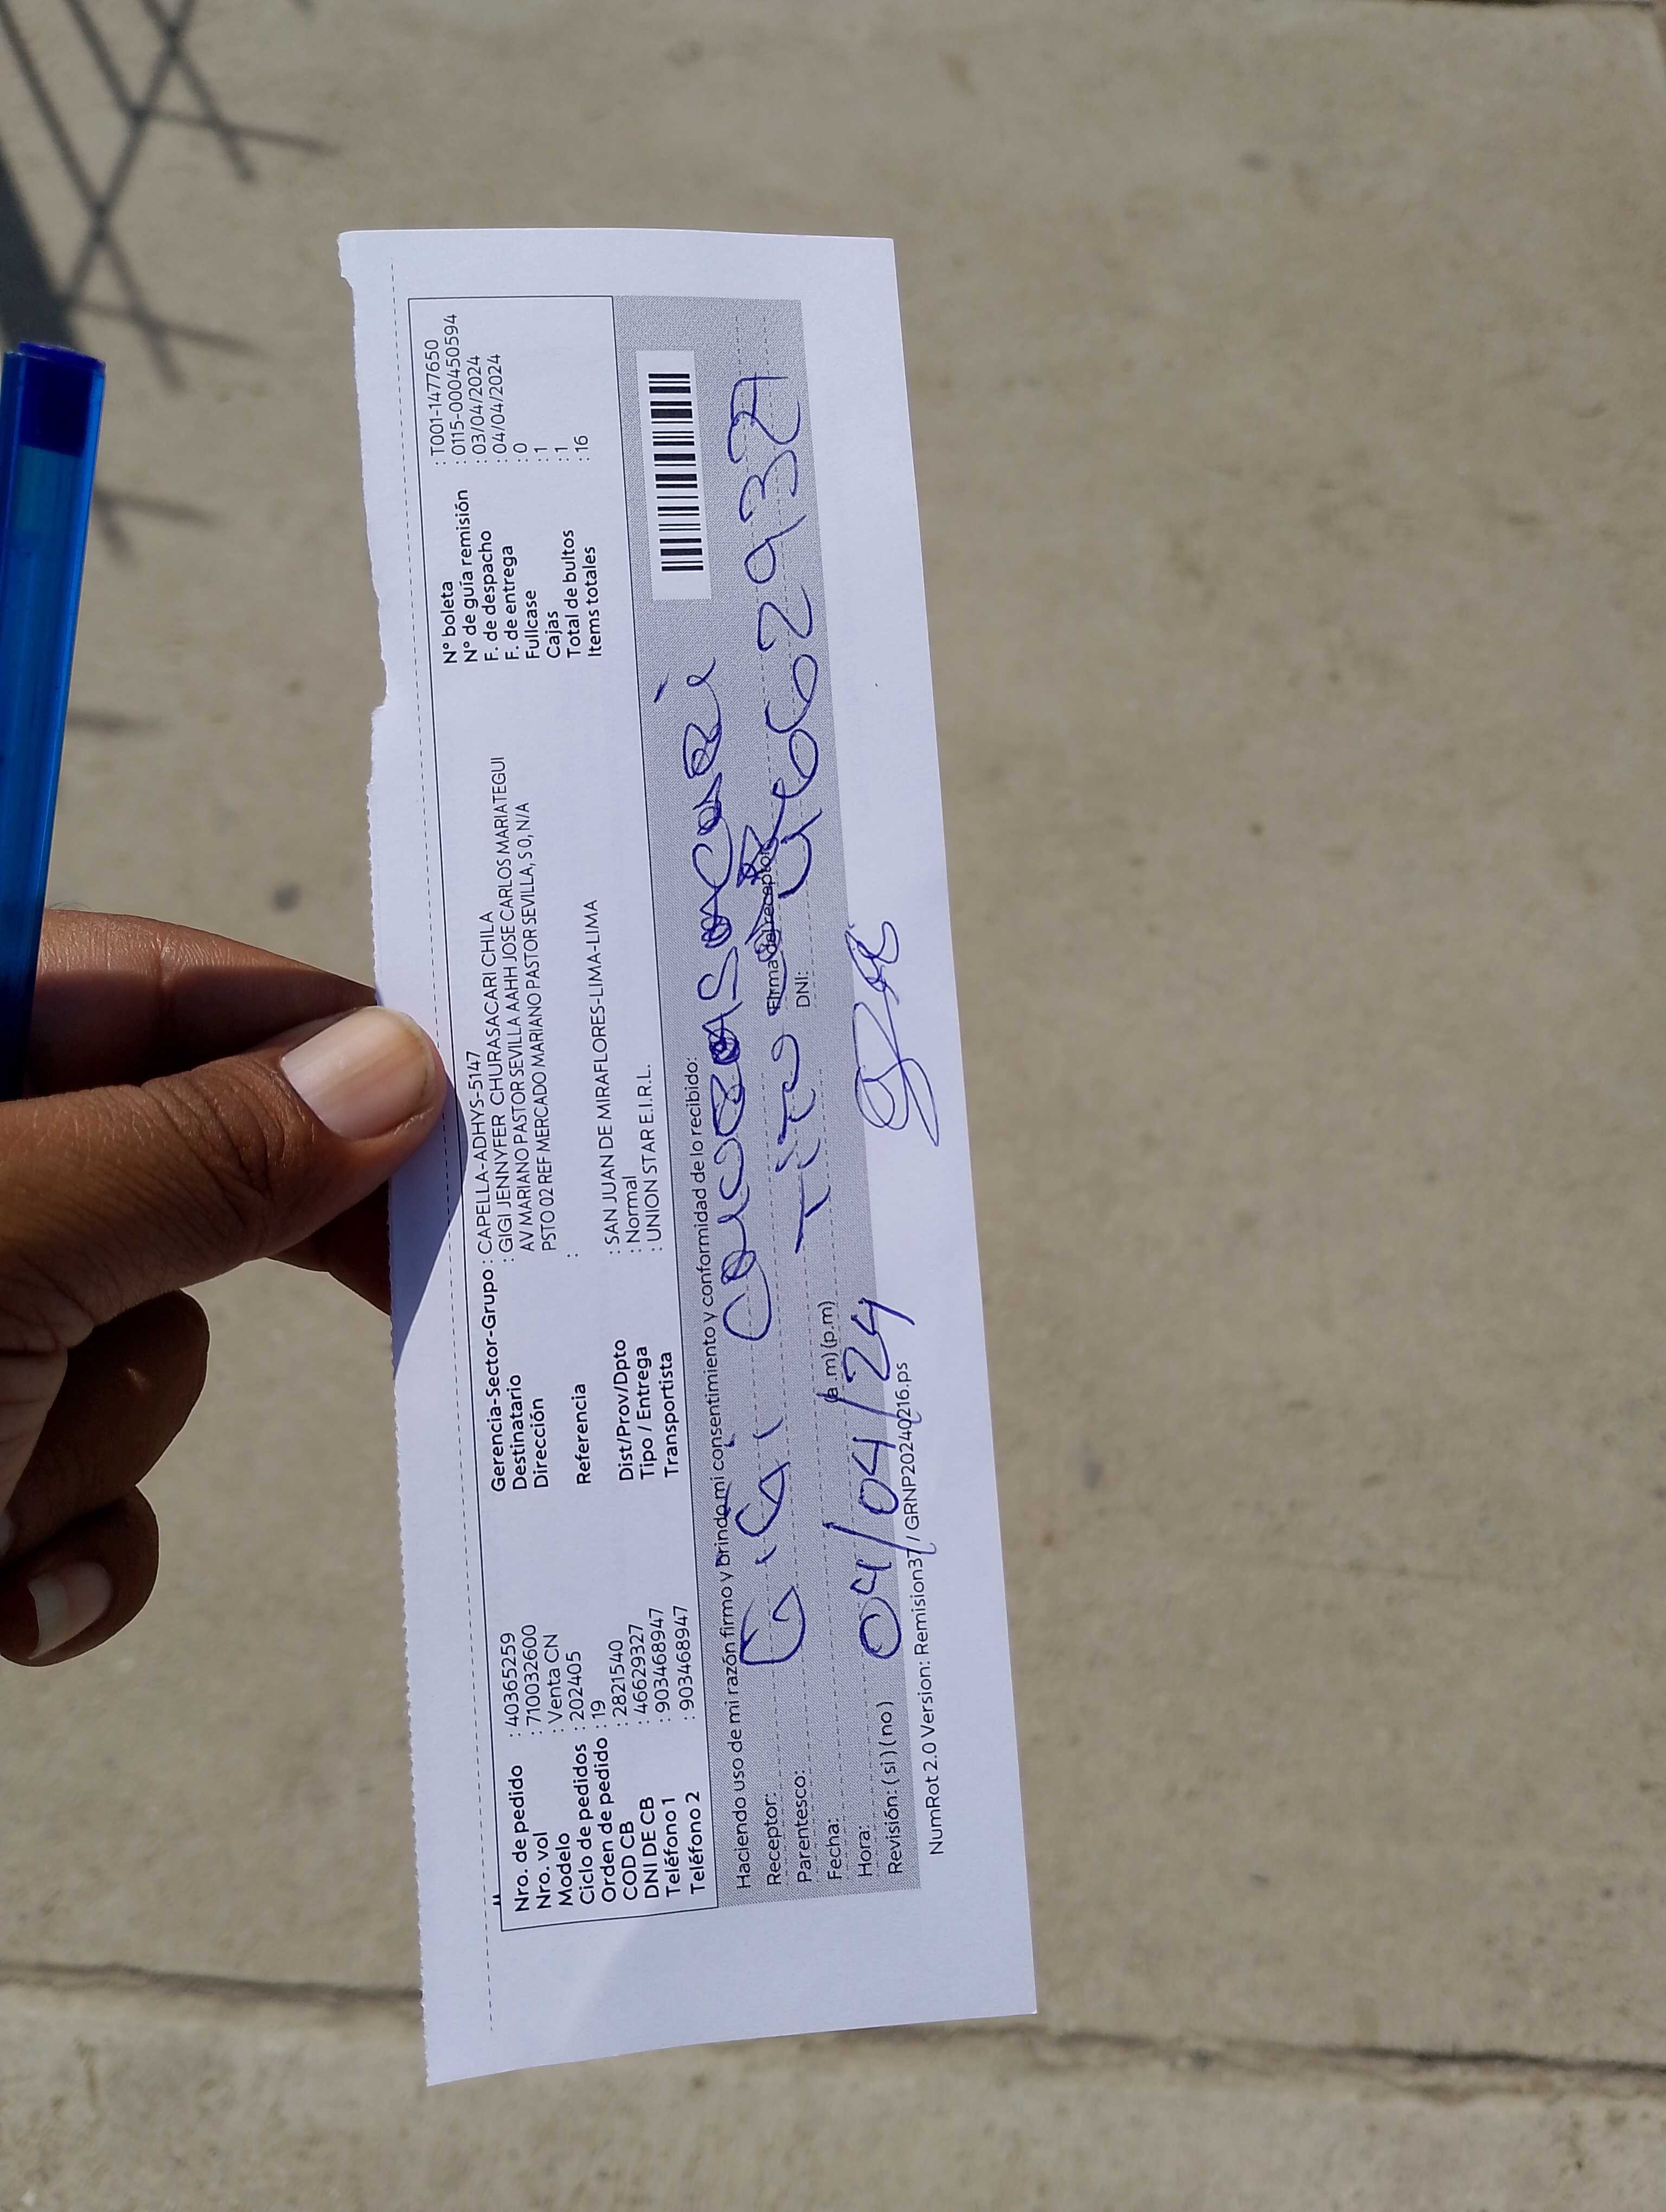 Nro. de pedido : 40365259
Nro. vol : 710032600
Modelo : Venta CN
Ciclo de pedidos : 202405
Orden de pedido : 19
COD CB : 2821540
DNI DE CB : 46629327
Teléfono 1 : 903468947
Teléfono 2 : 903468947
Gerencia-Sector-Grupo : CAPELLA-ADHYS-5147
Destinatario : GIGI JENNYFER CHURASACARI CHILA
Dirección AV MARIANO PASTOR SEVILLA AAHH JOSE CARLOS MARIATEGUI
PSTO 02 REF MERCADO MARIANO PASTOR SEVILLA, S 0, N/A
Referencia :
Dist/Prov/Dpto : SAN JUAN DE MIRAFLORES-LIMA-LIMA
Tipo / Entrega : Normal
Transportista : UNION STAR E.I.R.L.
N° boleta : T001-1477650
N° de guía remisión : 0115-0000450594
F. de despacho : 03/04/2024
F. de entrega : 04/04/2024
Fullcase : 0
Cajas : 1
Total de bultos : 1
Items totales : 16
Haciendo uso de mi razón firmo y brindo mi consentimiento y conformidad de lo recibido:
Receptor: Gigi
Parentesco: Tito
Firma del receptor
DNI:
Fecha: (a.m) (p.m)
Hora: 04/04/24
Revisión: ( si ) ( no )
NumRot 2.0 Version: Remision37 / GRNP20240216.ps